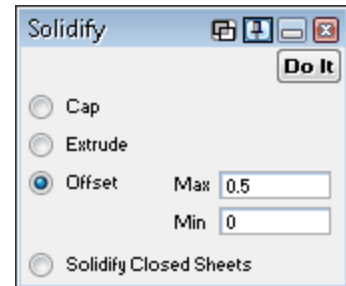 Solidify
Do It
Cap
Extrude
Offset Max 0.5
Min 0
Solidify Closed Sheets